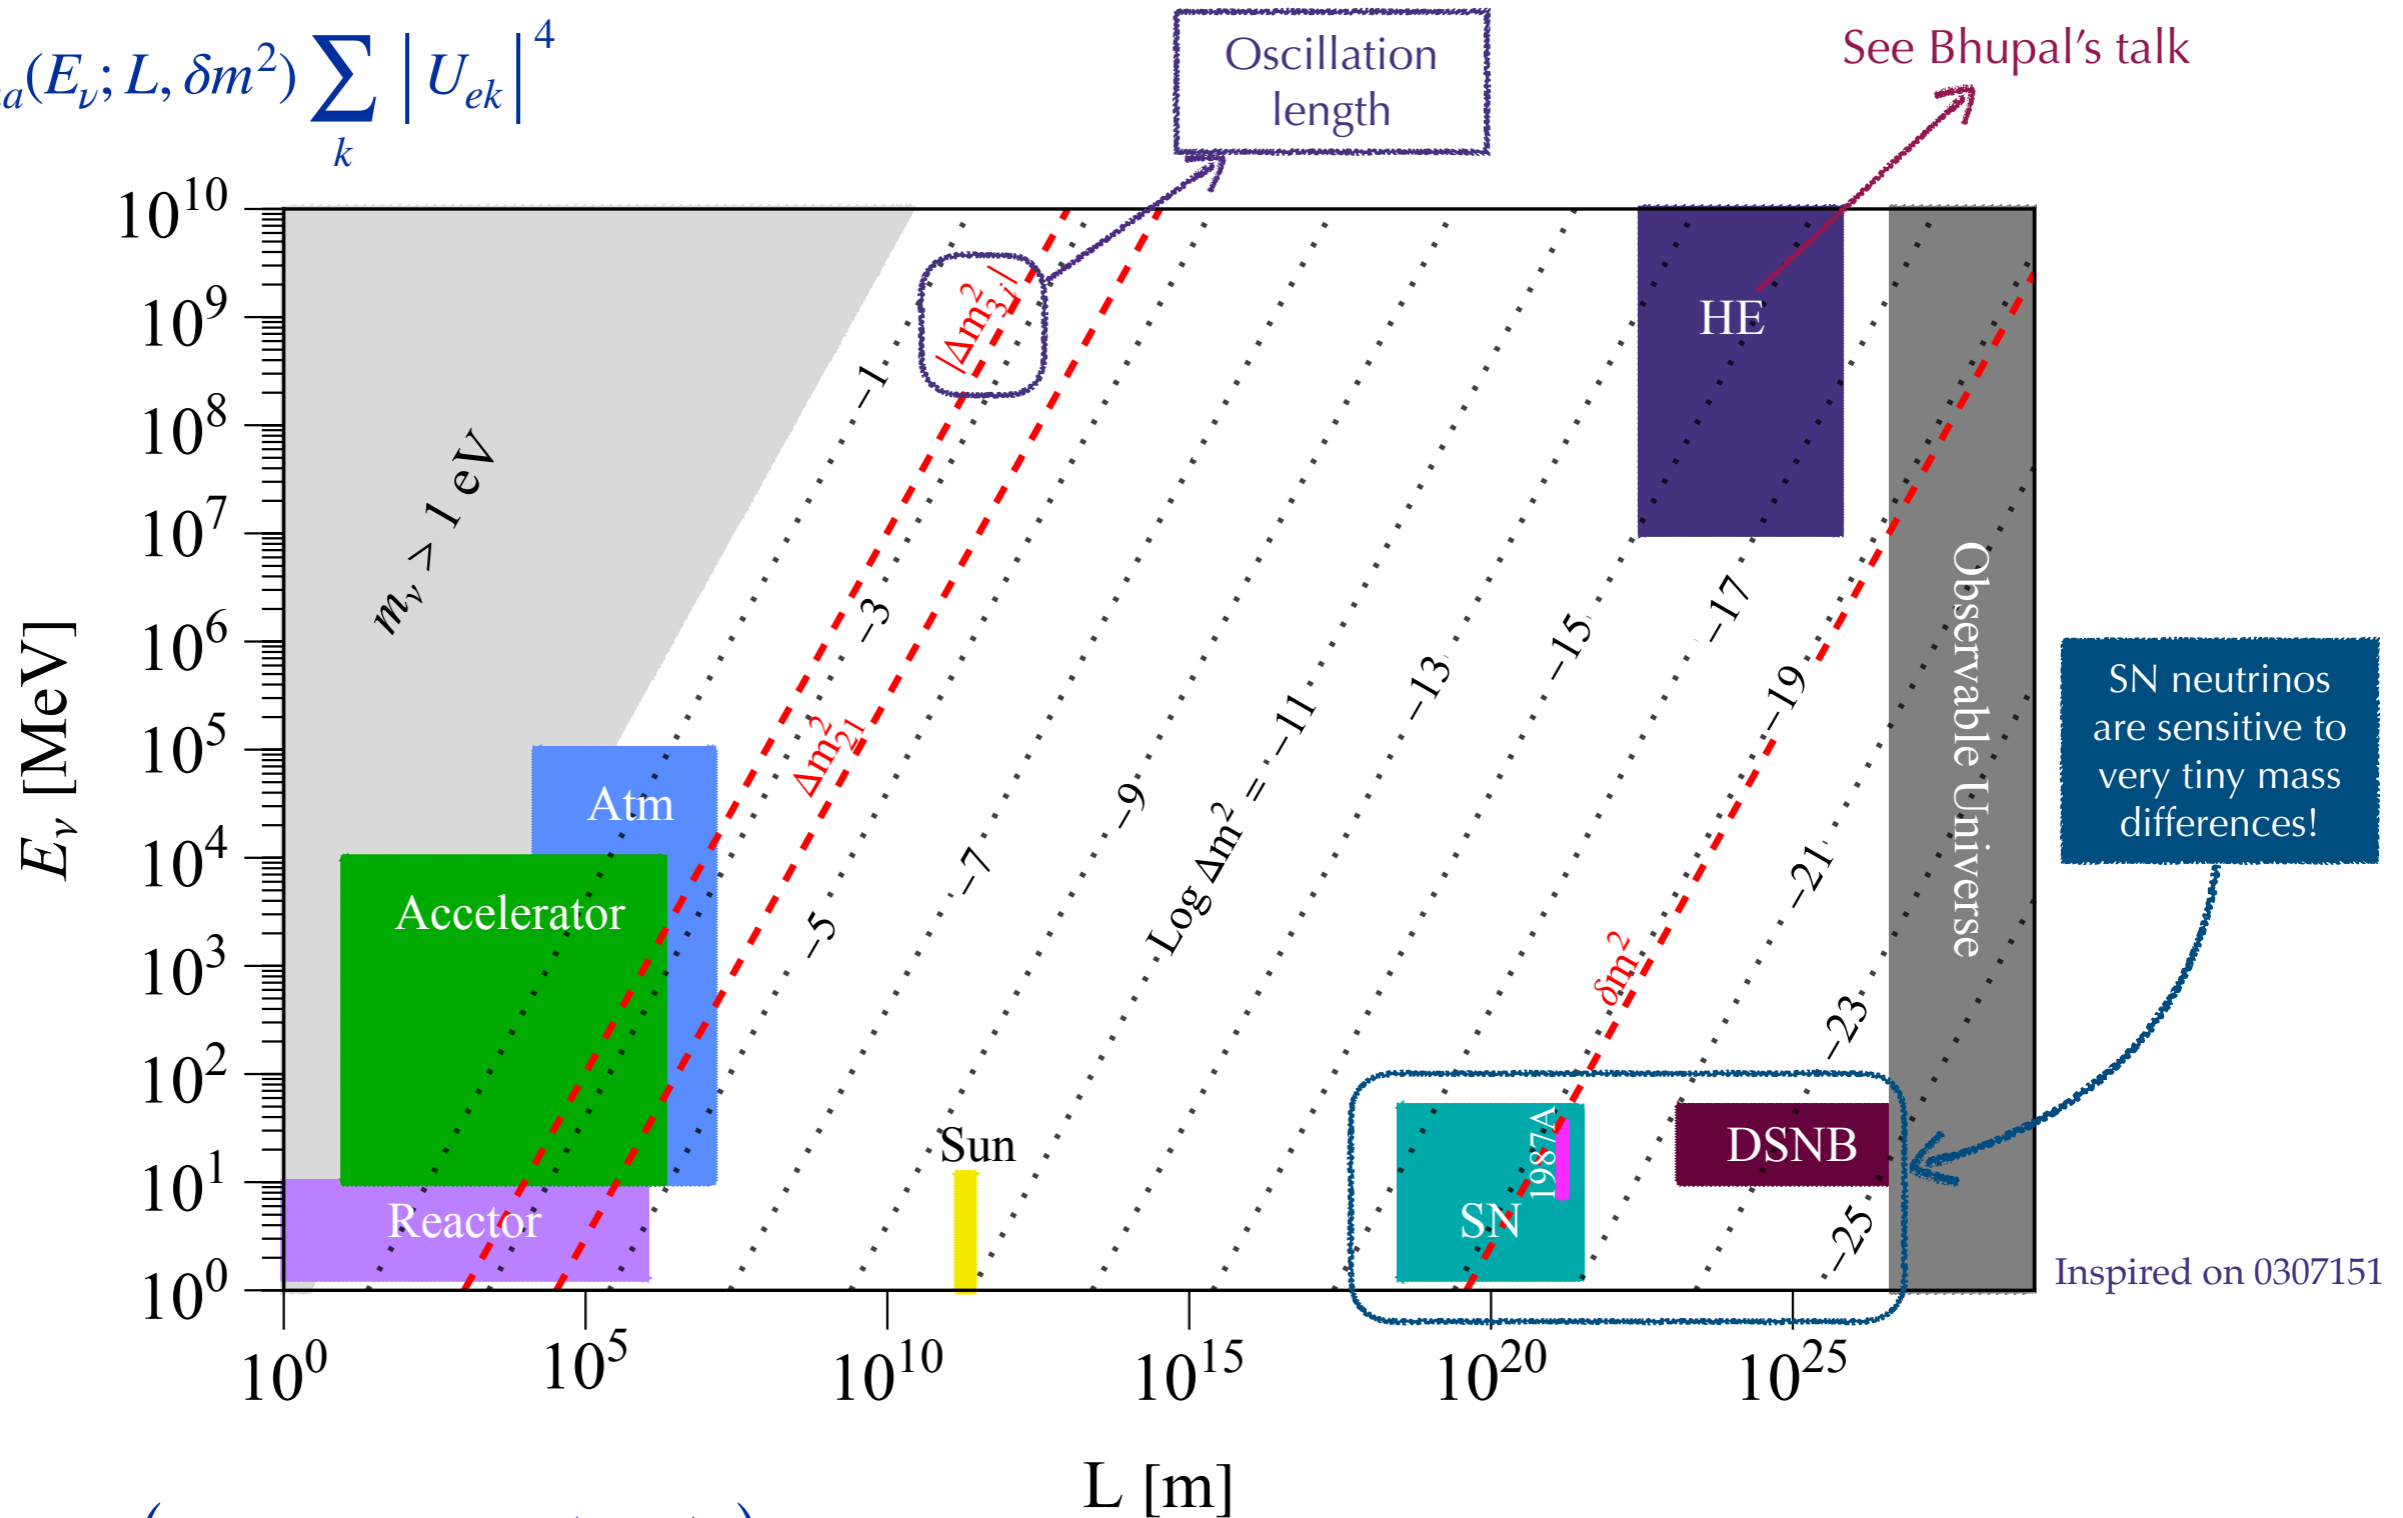 aa(Eν; L, δm²) ∑ₖ |Uₑₖ|⁴
Oscillation
length
See Bhupal's talk
10¹⁰
10⁹
10⁸
10⁷
10⁶
10⁵
10⁴
10³
10²
10¹
10⁰
Eν [MeV]
mν > 1 eV
|Δm²₃ᵢ|
Δm²₂₁
−1
−3
−5
−7
−9
Log Δm² = −11
−13
−15
−17
−19
−21
−23
−25
δm²
HE
Observable Universe
SN neutrinos
are sensitive to
very tiny mass
differences!
Atm
Accelerator
Reactor
Sun
1987A
SN
DSNB
Inspired on 0307151
10⁰
10⁵
10¹⁰
10¹⁵
10²⁰
10²⁵
L [m]